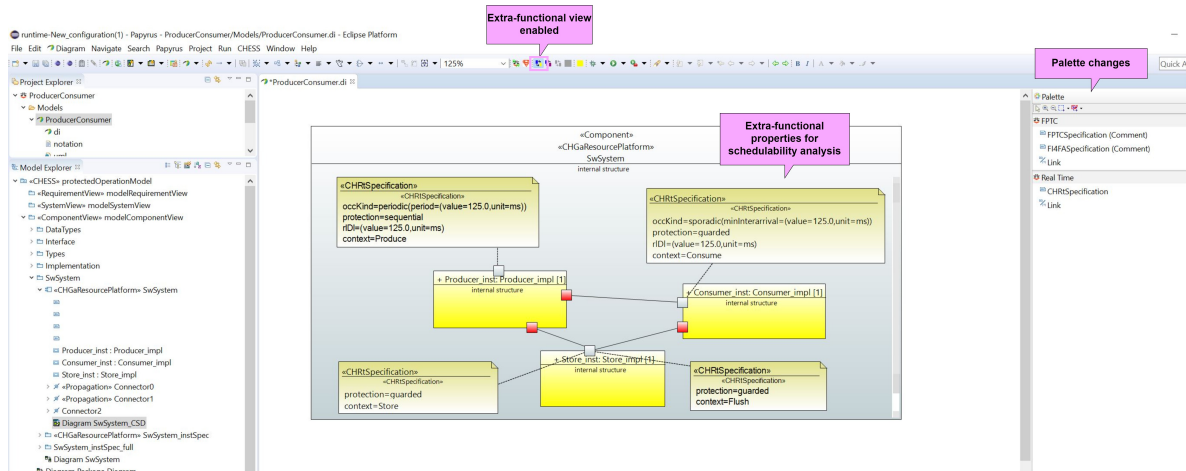 Extra-functional view
enabled
runtime-New_configuration(1) - Papyrus - ProducerConsumer/Models/ProducerConsumer.di - Eclipse Platform
File Edit Diagram Navigate Search Papyrus Project Run CHESS Window Help
125%
Quick A
Palette changes
Project Explorer
ProducerConsumer
Models
ProducerConsumer
di
notation
Model Explorer
«CHESS» protectedOperationModel
«RequirementView» modelRequirementView
«SystemView» modelSystemView
«ComponentView» modelComponentView
DataTypes
Interface
Types
Implementation
SwSystem
«CHGaResourcePlatform» SwSystem
Producer_inst : Producer_impl
Consumer_inst : Consumer_impl
Store_inst : Store_impl
«Propagation» Connector0
«Propagation» Connector1
Connector2
Diagram SwSystem_CSD
«CHGaResourcePlatform» SwSystem_instSpec
SwSystem_instSpec_full
Diagram SwSystem
Diagram Package Diagram
*ProducerConsumer.di
«Component»
«CHGaResourcePlatform»
SwSystem
internal structure
Extra-functional
properties for
schedulability analysis
«CHRtSpecification»
«CHRtSpecification»
occKind=periodic(period=(value=125.0,unit=ms))
protection=sequential
rlDl=(value=125.0,unit=ms)
context=Produce
«CHRtSpecification»
«CHRtSpecification»
occKind=sporadic(minInterarrival=(value=125.0,unit=ms))
protection=guarded
rlDl=(value=125.0,unit=ms)
context=Consume
+ Producer_inst: Producer_impl [1]
internal structure
+ Consumer_inst: Consumer_impl [1]
internal structure
+ Store_inst: Store_impl [1]
internal structure
«CHRtSpecification»
«CHRtSpecification»
protection=guarded
context=Store
«CHRtSpecification»
«CHRtSpecification»
protection=guarded
context=Flush
Palette
FPTC
FPTCSpecification (Comment)
FI4FASpecification (Comment)
Link
Real Time
CHRtSpecification
Link